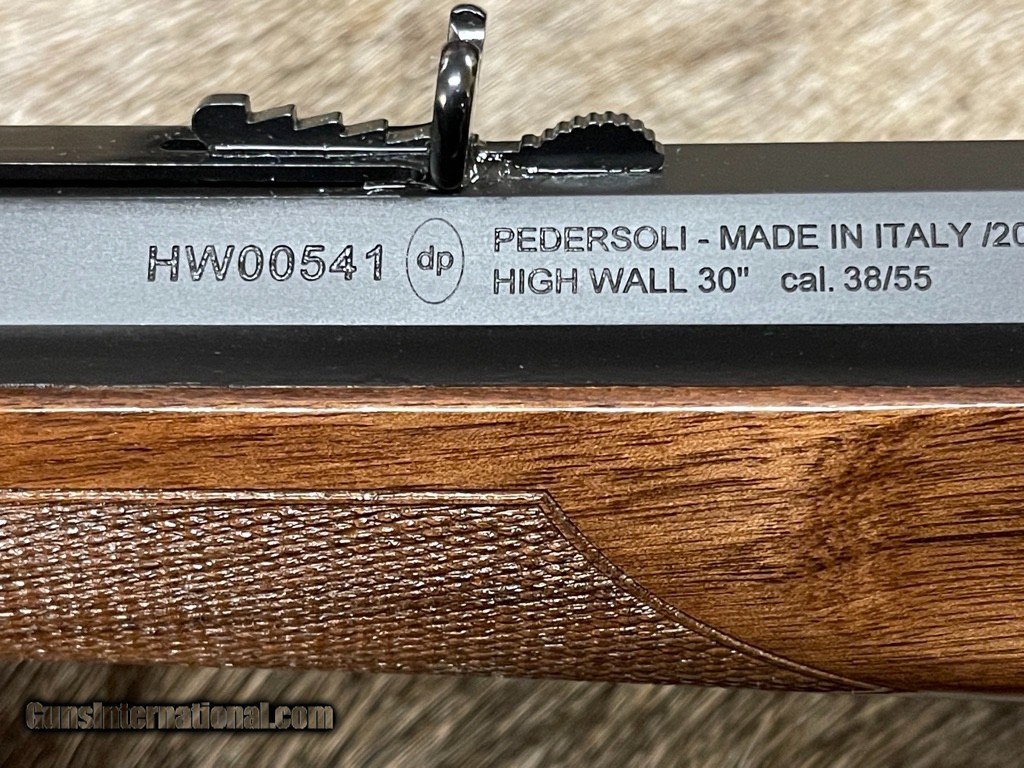 HW00541 dp PEDERSOLI - MADE IN ITALY /20
HIGH WALL 30" cal. 38/55
GunsInternational.com